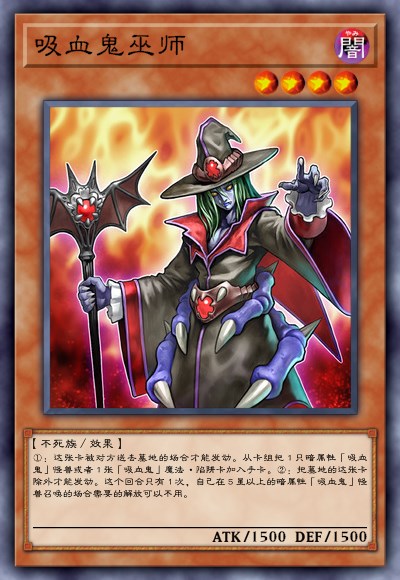 吸血鬼巫师
やみ
闇
【不死族／效果】
①：这张卡被对方送去墓地的场合才能发动。从卡组把1只暗属性「吸血
鬼」怪兽或者1张「吸血鬼」魔法·陷阱卡加入手卡。②：把墓地的这张卡
除外才能发动。这个回合只有1次，自己在5星以上的暗属性「吸血鬼」怪
兽召唤的场合需要的解放可以不用。
ATK/1500 DEF/1500